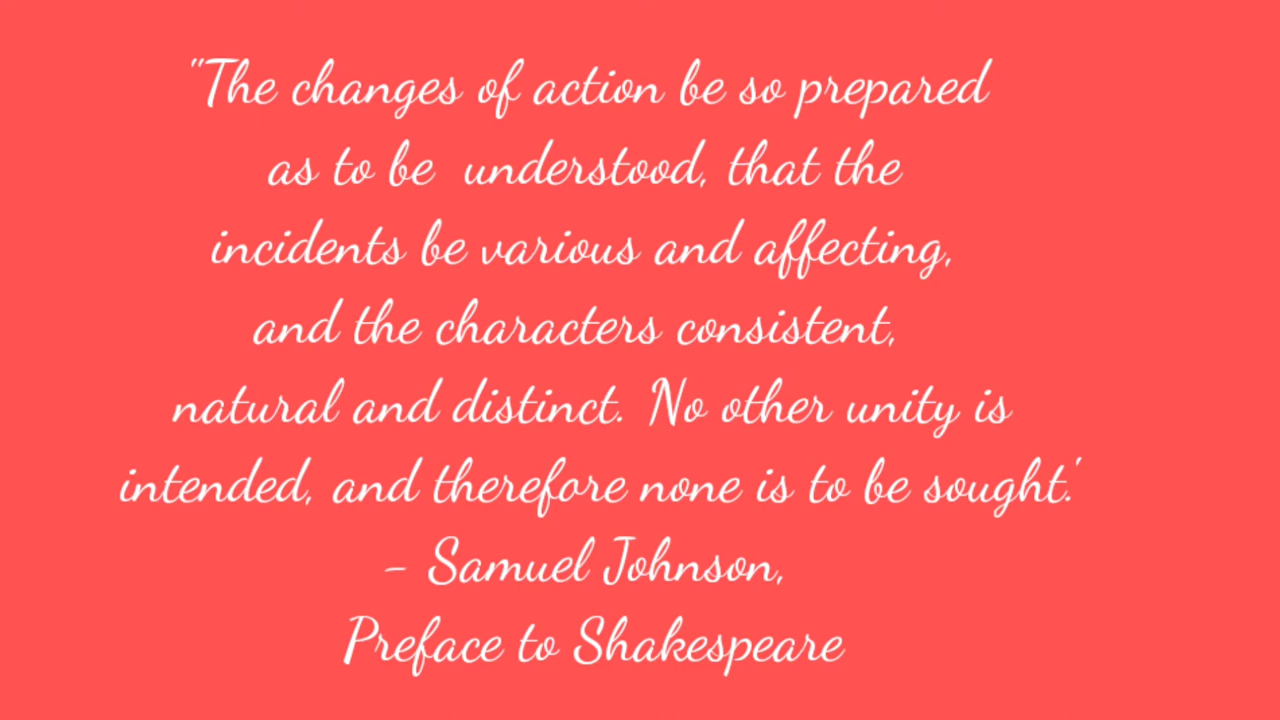 "The changes of action be so prepared
as to be understood, that the
incidents be various and affecting,
and the characters consistent,
natural and distinct. No other unity is
intended, and therefore none is to be sought.'
- Samuel Johnson,
Preface to Shakespeare